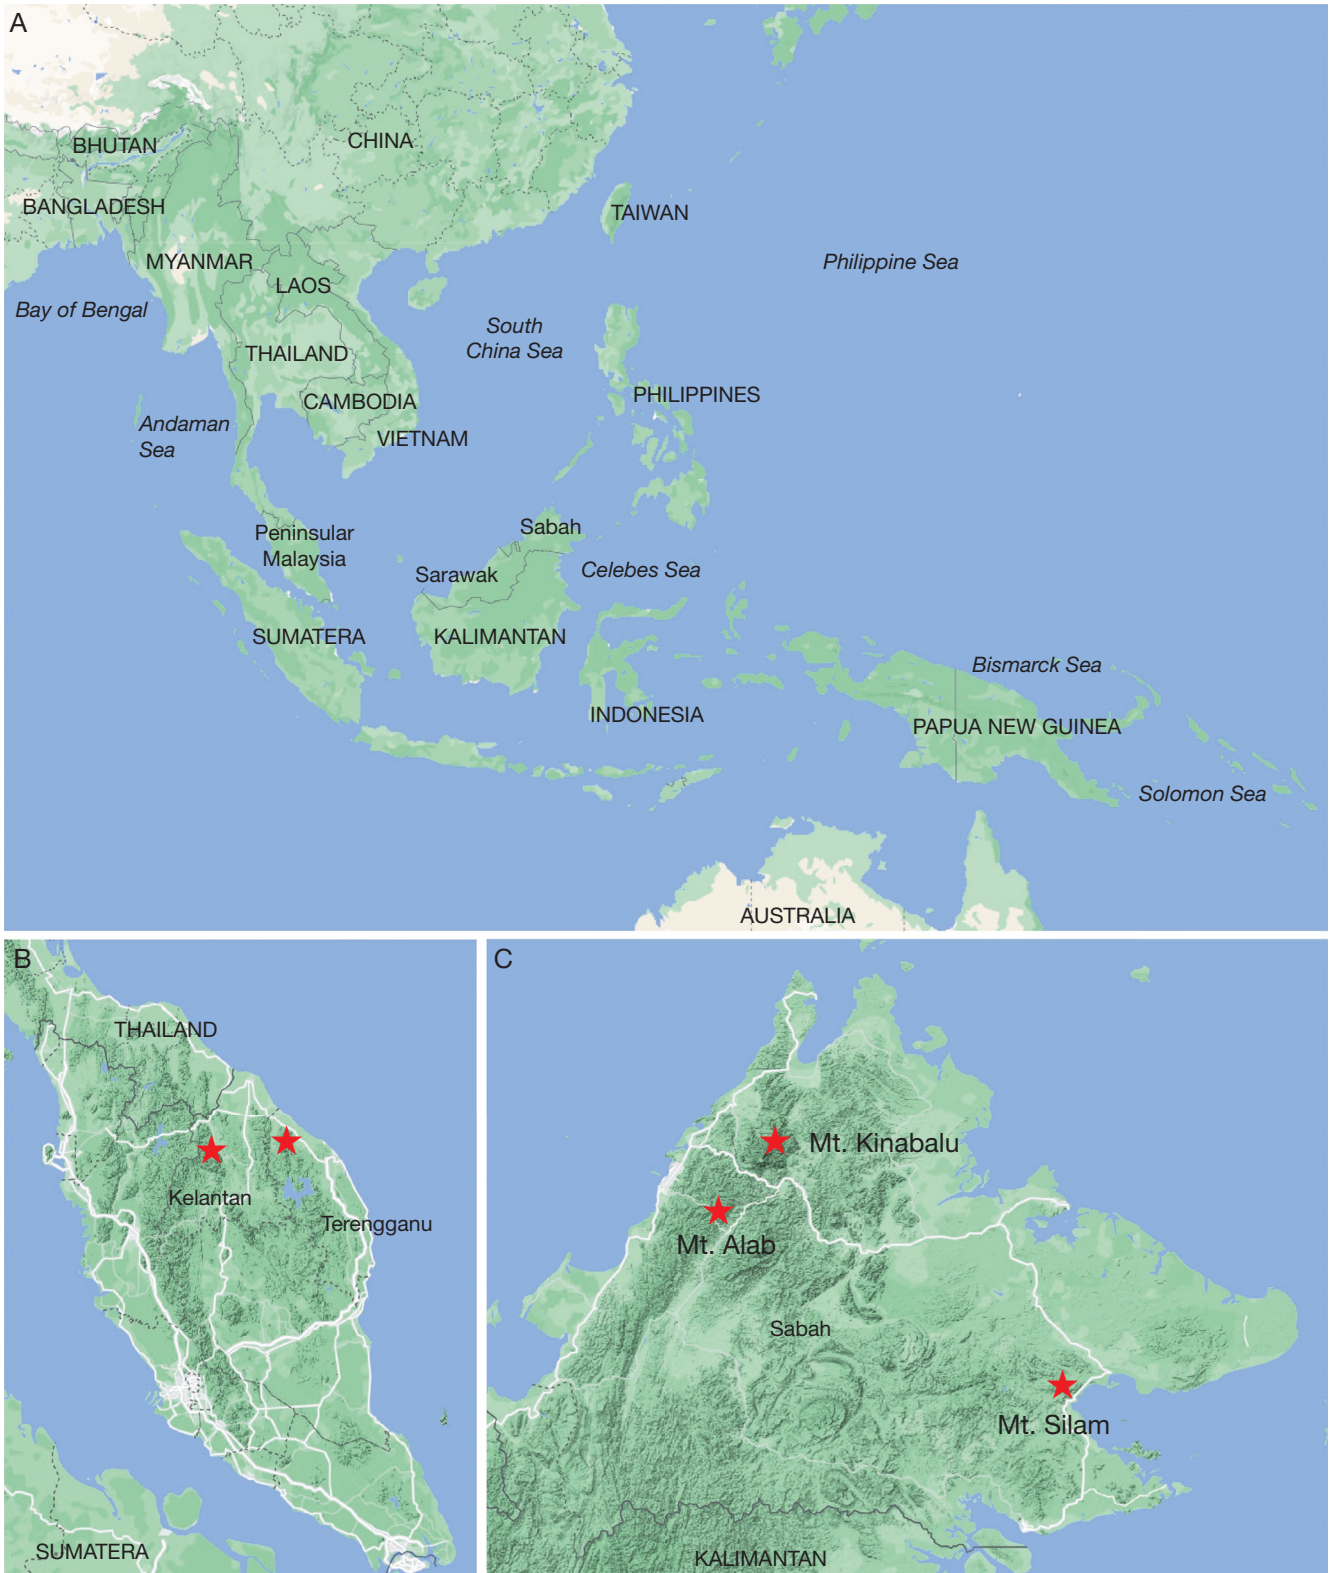 A
BHUTAN
CHINA
BANGLADESH
TAIWAN
MYANMAR
Philippine Sea
LAOS
Bay of Bengal
South
China Sea
THAILAND
PHILIPPINES
CAMBODIA
Andaman
Sea
VIETNAM
Peninsular
Malaysia
Sabah
Sarawak
Celebes Sea
SUMATERA
KALIMANTAN
Bismarck Sea
INDONESIA
PAPUA NEW GUINEA
Solomon Sea
AUSTRALIA
B
THAILAND
Kelantan
Terengganu
SUMATERA
C
Mt. Kinabalu
Mt. Alab
Sabah
Mt. Silam
KALIMANTAN